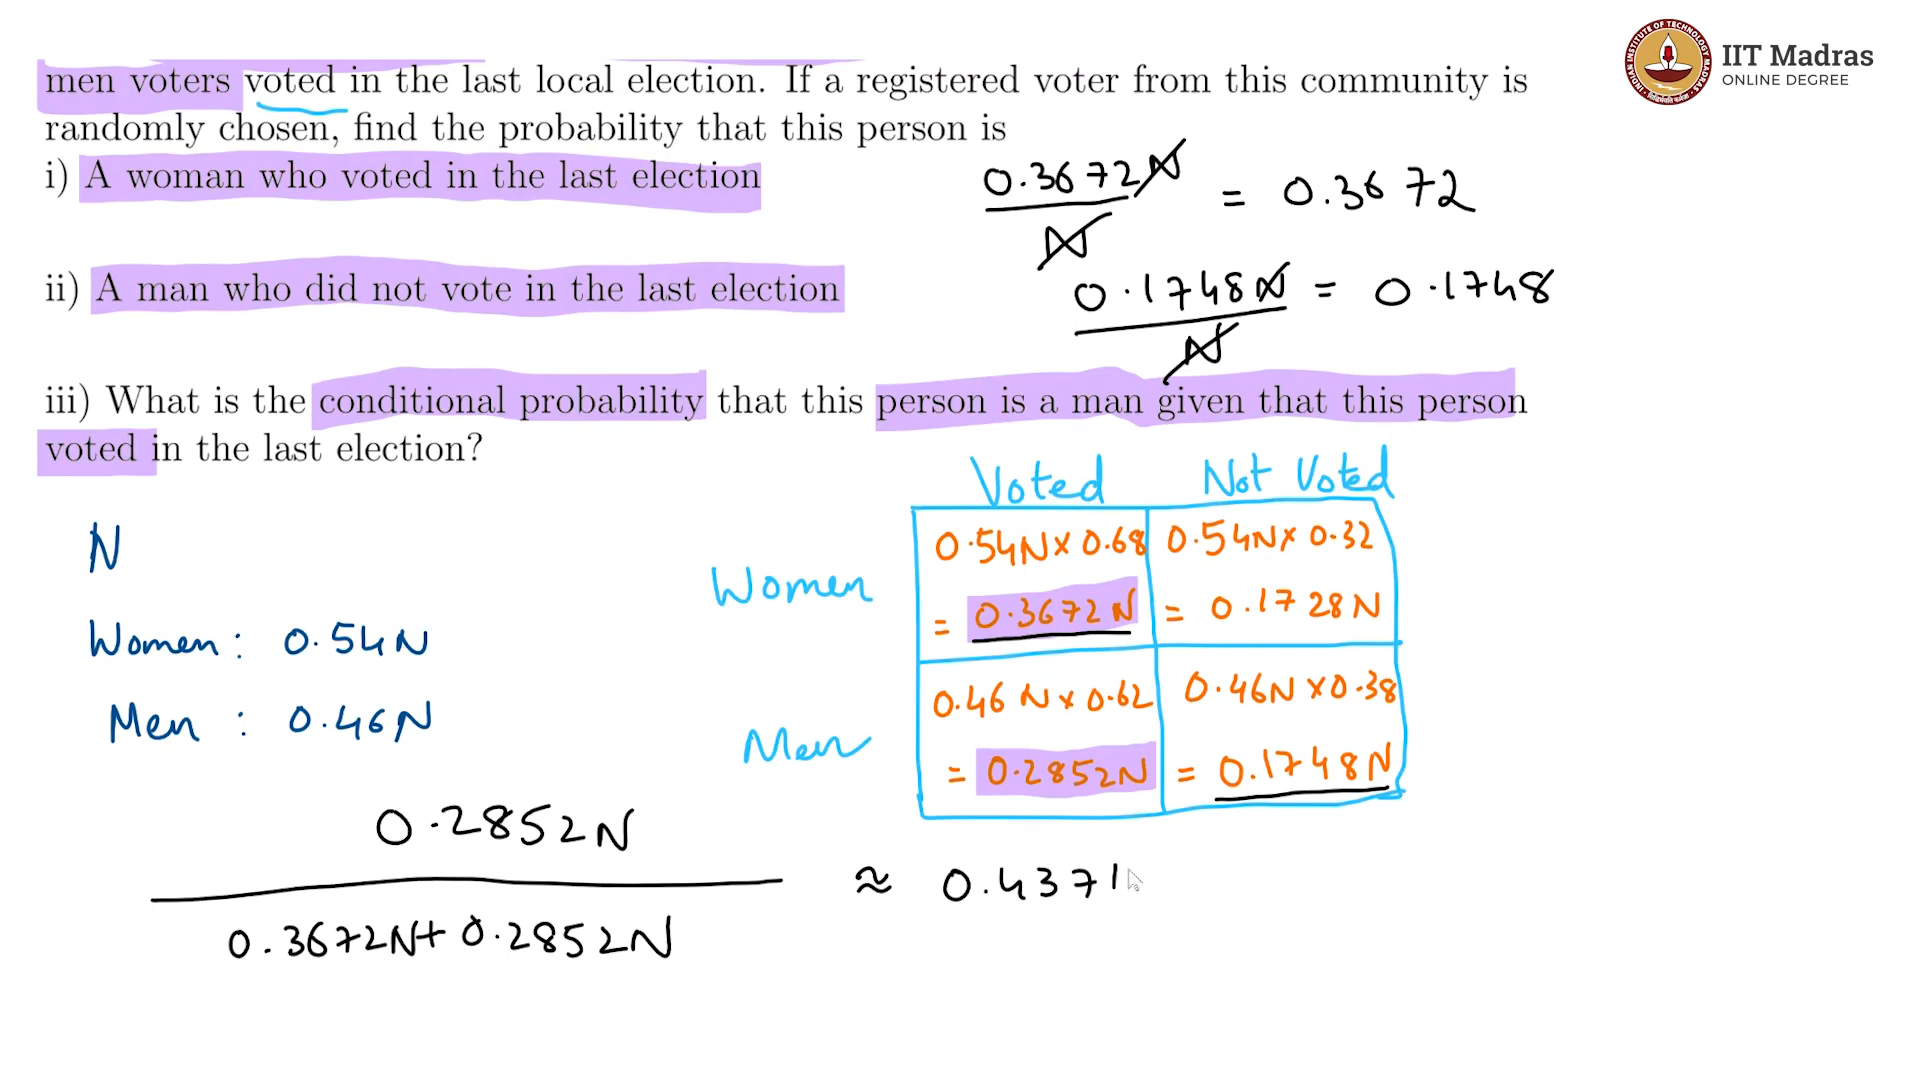 IIT Madras
ONLINE DEGREE
INDIAN INSTITUTE OF TECHNOLOGY MADRAS
men voters voted in the last local election. If a registered voter from this community is
randomly chosen, find the probability that this person is
i) A woman who voted in the last election
0.3672N
N
= 0.3672
ii) A man who did not vote in the last election
0.1748N
N
= 0.1748
iii) What is the conditional probability that this person is a man given that this person
voted in the last election?
Voted Not Voted
N
Women : 0.54N
Men : 0.46N
Women
0.54N × 0.68 0.54N × 0.32
= 0.3672N = 0.1728N
Men
0.46N × 0.62 0.46N × 0.38
= 0.2852N = 0.1748N
0.2852N
0.3672N + 0.2852N
≈ 0.4371